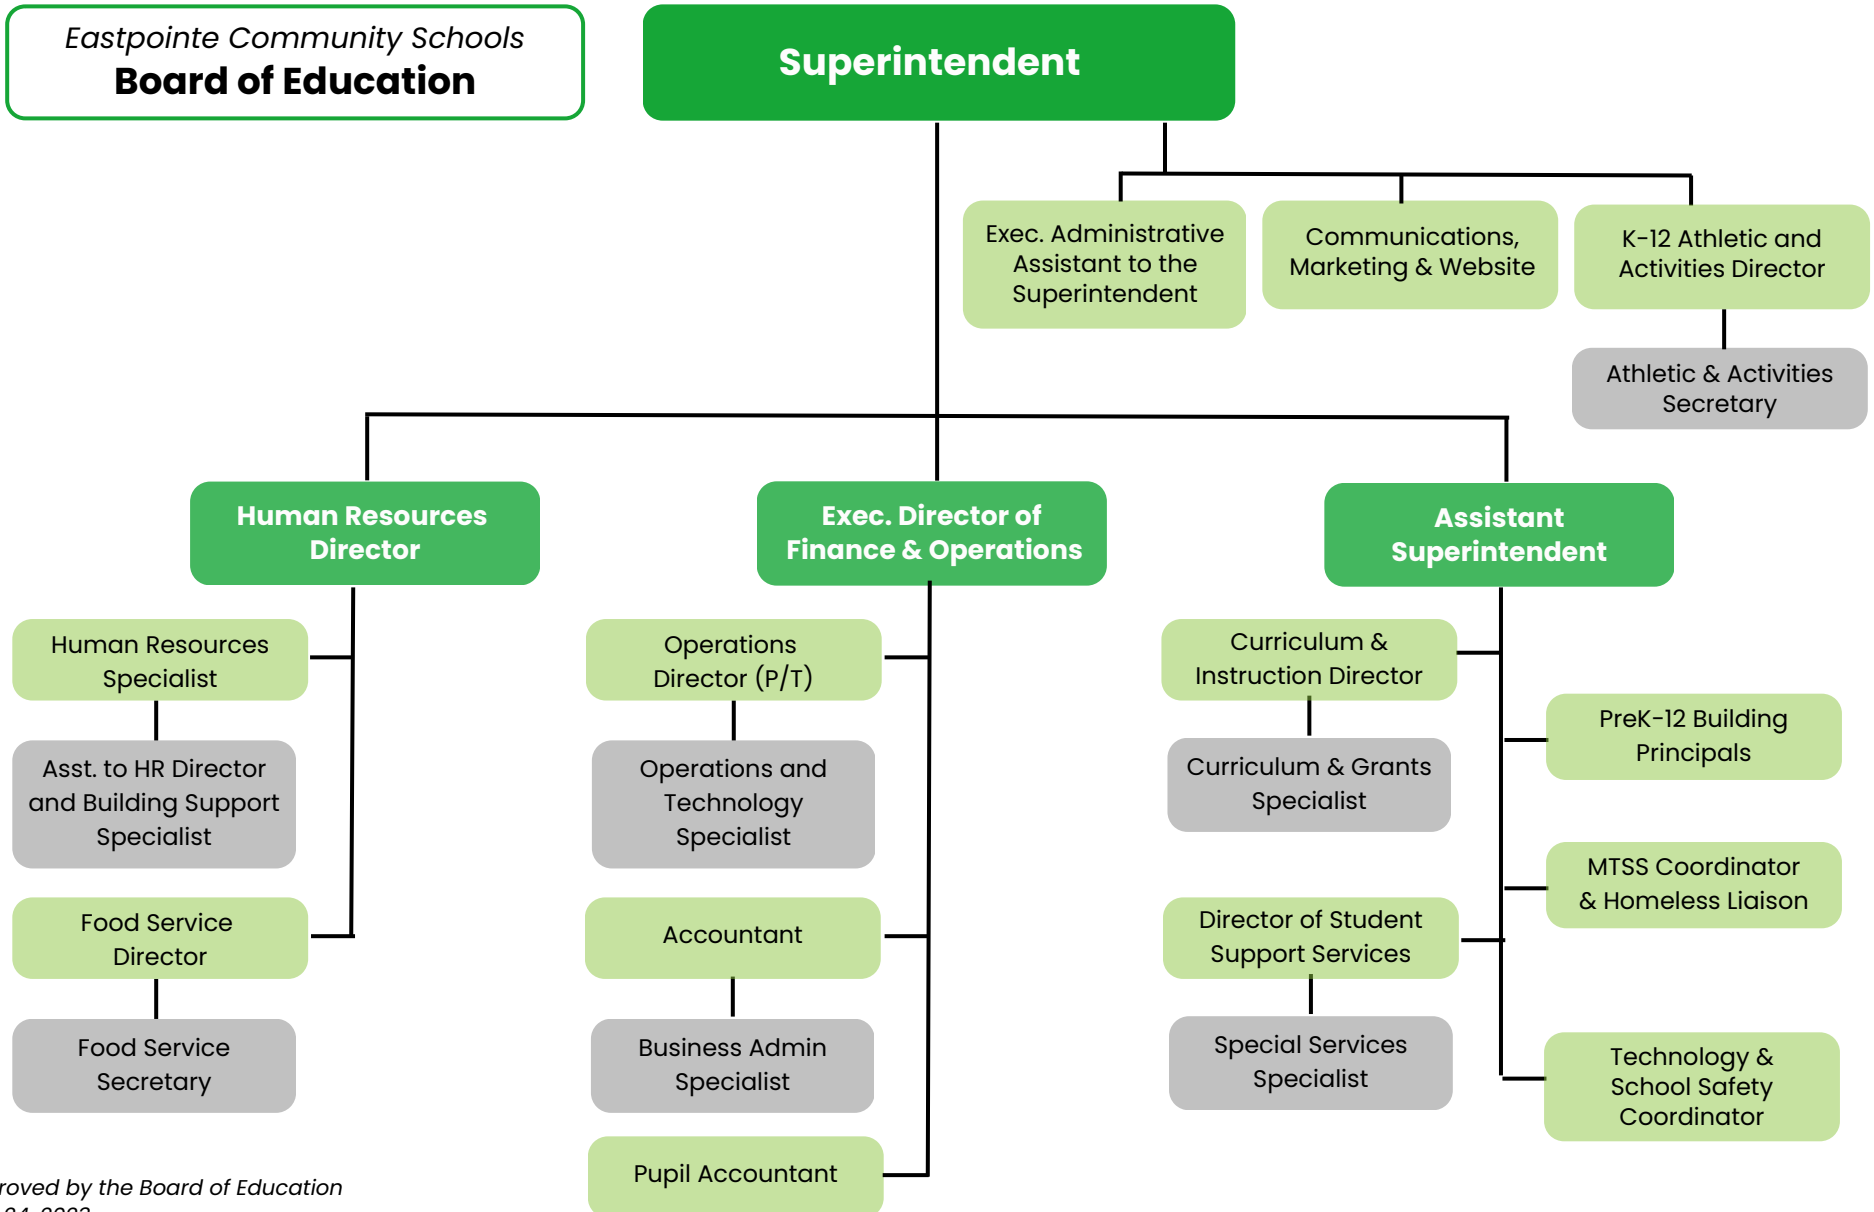 Eastpointe Community Schools
Board of Education
Superintendent
Exec. Administrative
Assistant to the
Superintendent
Communications,
Marketing & Website
K-12 Athletic and
Activities Director
Athletic & Activities
Secretary
Human Resources
Director
Exec. Director of
Finance & Operations
Assistant
Superintendent
Human Resources
Specialist
Asst. to HR Director
and Building Support
Specialist
Food Service
Director
Food Service
Secretary
Operations
Director (P/T)
Operations and
Technology
Specialist
Accountant
Business Admin
Specialist
Pupil Accountant
Curriculum &
Instruction Director
Curriculum & Grants
Specialist
Director of Student
Support Services
Special Services
Specialist
PreK-12 Building
Principals
MTSS Coordinator
& Homeless Liaison
Technology &
School Safety
Coordinator
roved by the Board of Education